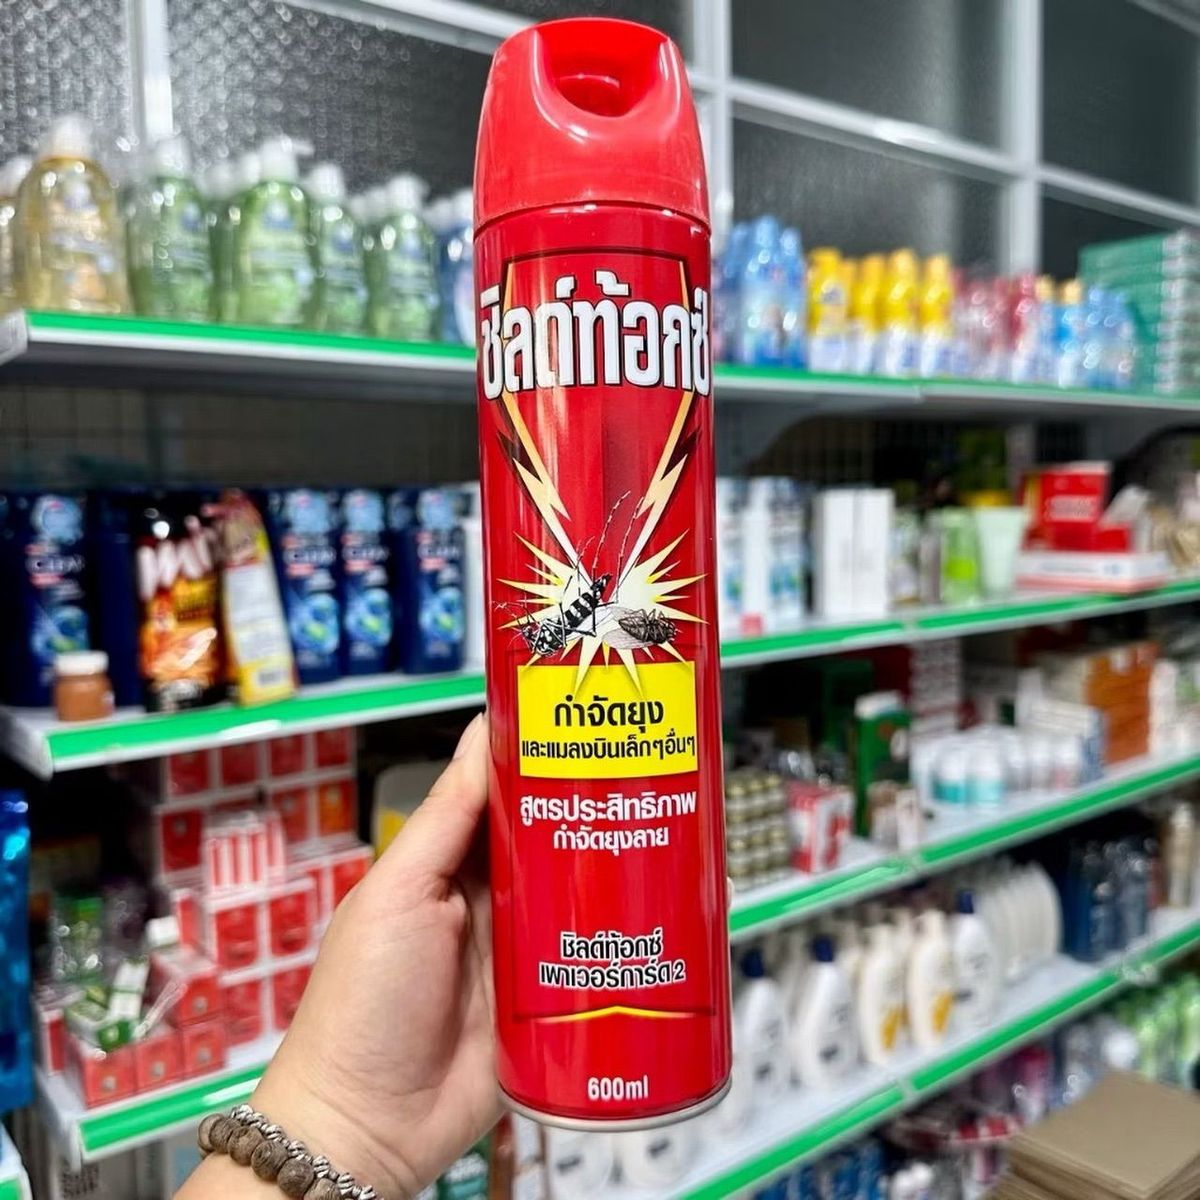 ชิลด์ท้อกซ์
กำจัดยุง
และแมลงบินเล็กๆอื่นๆ
สูตรประสิทธิภาพ
กำจัดยุงลาย
ชิลด์ท้อกซ์
เพาเวอร์การ์ด2
600ml
CLEAR